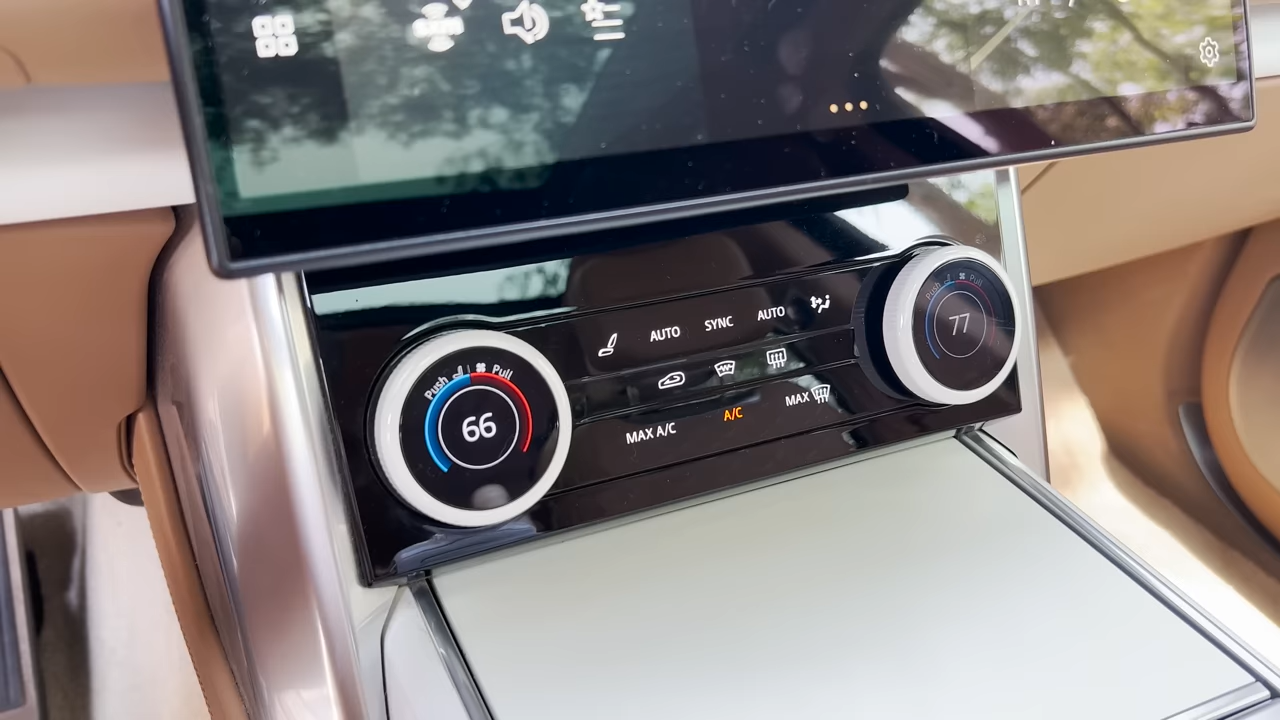 Push Pull
66
AUTO SYNC AUTO
MAX A/C A/C MAX
Push Pull
77